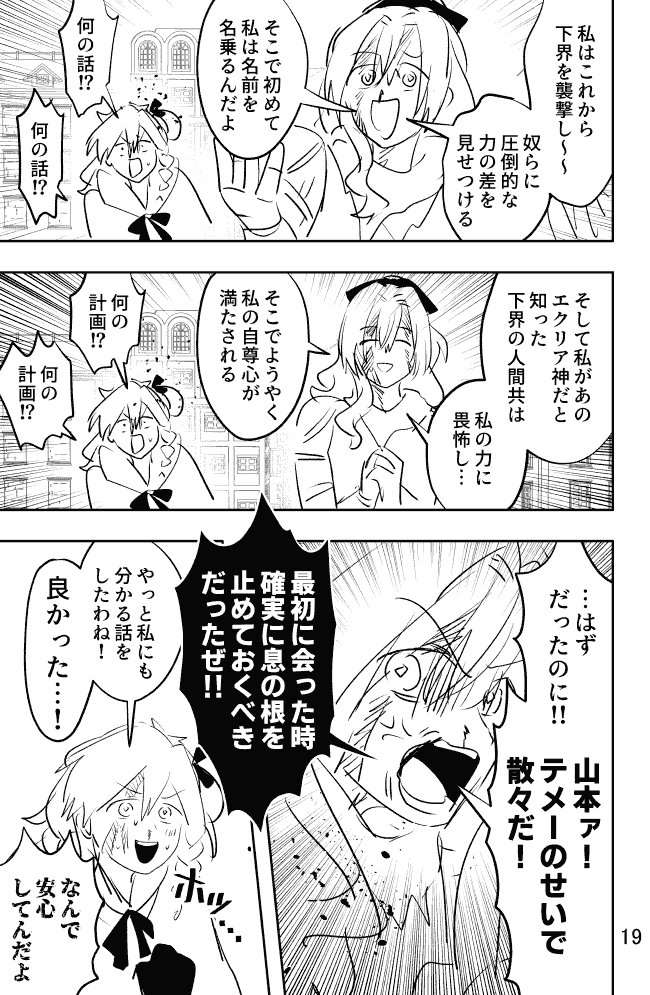 私はこれから
下界を襲撃し～～
奴らに
圧倒的な
力の差を
見せつける
そこで初めて
私は名前を
名乗るんだよ
何の話!?
何の話!?
そして私があの
エクリア神だと
知った
下界の人間共は
私の力に
畏怖し…
そこでようやく
私の自尊心が
満たされる
何の
計画!?
何の
計画!?
…はず
だったのに!!
山本ァ！
テメーのせいで
散々だ！
最初に会った時
確実に息の根を
止めておくべき
だったぜ!!
やっと私にも
分かる話を
したわね！
良かった…！
ホッ…
なんで
安心
してんだよ
19